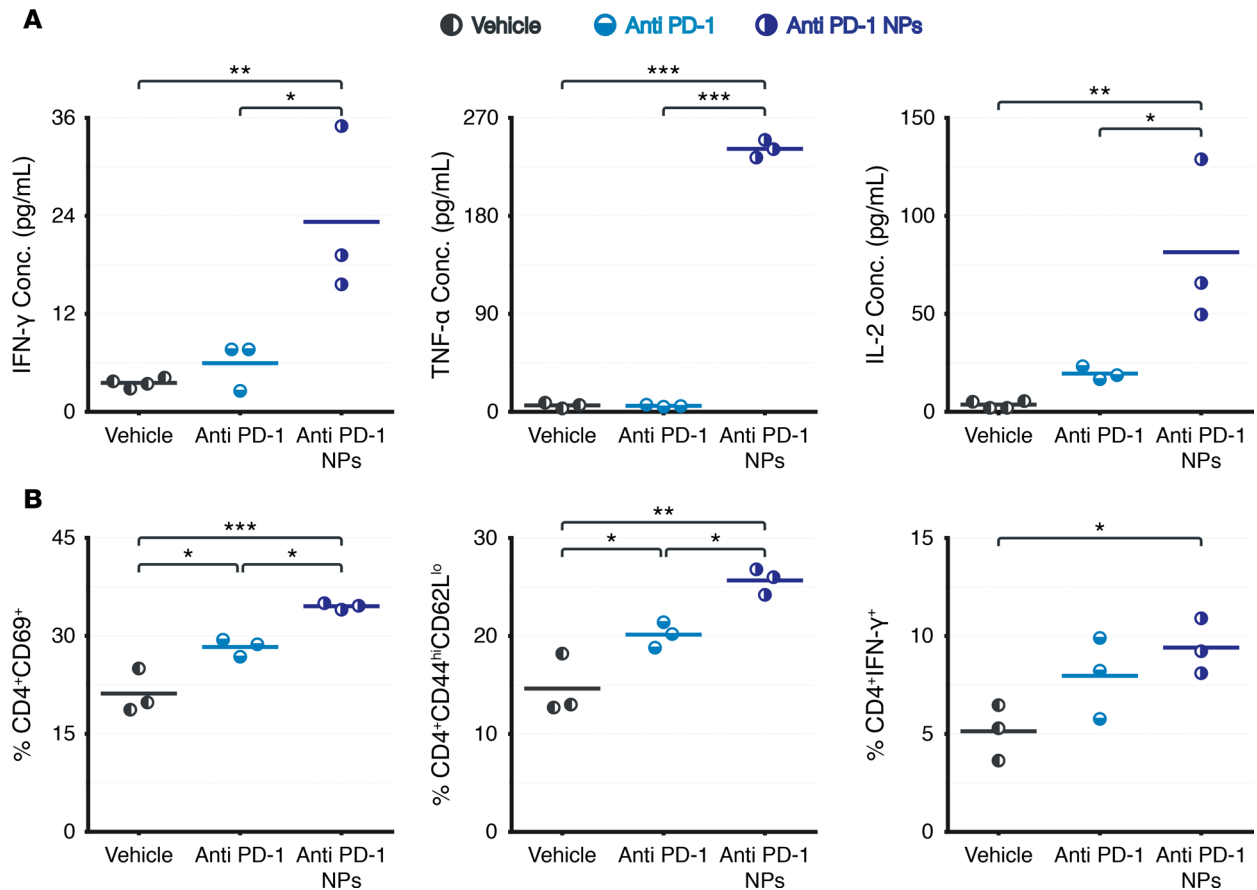 A
Vehicle Anti PD-1 Anti PD-1 NPs
IFN-γ Conc. (pg/mL)
36
24
12
0
**
*
Vehicle Anti PD-1 Anti PD-1
NPs
TNF-α Conc. (pg/mL)
270
180
90
0
***
***
Vehicle Anti PD-1 Anti PD-1
NPs
IL-2 Conc. (pg/mL)
150
100
50
0
**
*
Vehicle Anti PD-1 Anti PD-1
NPs
B
% CD4⁺CD69⁺
45
30
15
0
***
* *
Vehicle Anti PD-1 Anti PD-1
NPs
% CD4⁺CD44ʰⁱCD62Lˡᵒ
30
20
10
0
**
* *
Vehicle Anti PD-1 Anti PD-1
NPs
% CD4⁺IFN-γ⁺
15
10
5
0
*
Vehicle Anti PD-1 Anti PD-1
NPs